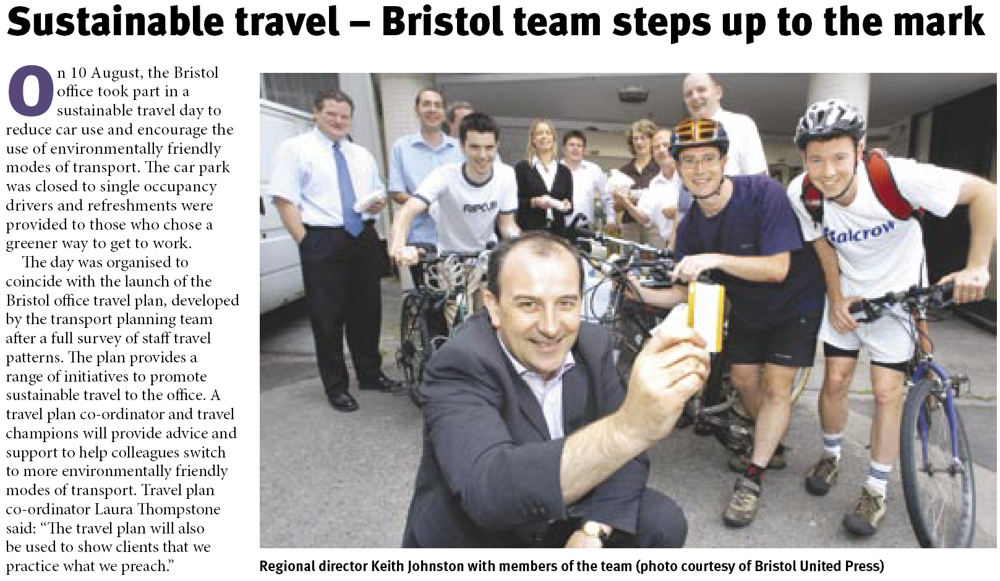 Sustainable travel – Bristol team steps up to the mark
On 10 August, the Bristol
office took part in a
sustainable travel day to
reduce car use and encourage the
use of environmentally friendly
modes of transport. The car park
was closed to single occupancy
drivers and refreshments were
provided to those who chose a
greener way to get to work.
The day was organised to
coincide with the launch of the
Bristol office travel plan, developed
by the transport planning team
after a full survey of staff travel
patterns. The plan provides a
range of initiatives to promote
sustainable travel to the office. A
travel plan co-ordinator and travel
champions will provide advice and
support to help colleagues switch
to more environmentally friendly
modes of transport. Travel plan
co-ordinator Laura Thompstone
said: “The travel plan will also
be used to show clients that we
practice what we preach.”
RIP CURL
Halcrow
Regional director Keith Johnston with members of the team (photo courtesy of Bristol United Press)